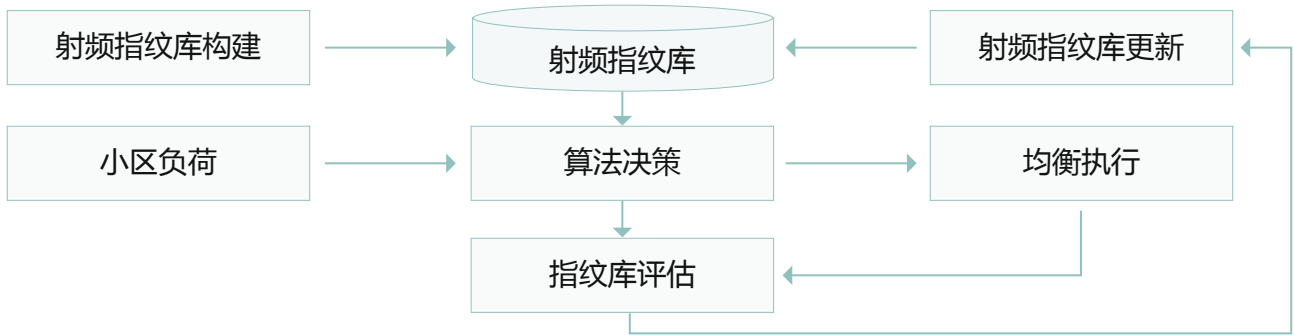 射频指纹库构建
射频指纹库
射频指纹库更新
小区负荷
算法决策
均衡执行
指纹库评估